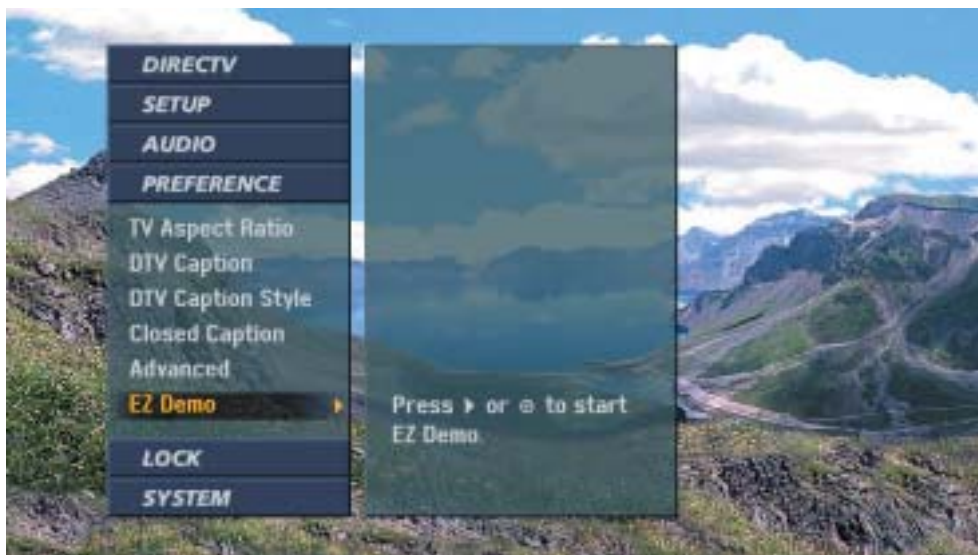 DIRECTV
SETUP
AUDIO
PREFERENCE
TV Aspect Ratio
DTV Caption
DTV Caption Style
Closed Caption
Advanced
EZ Demo
LOCK
SYSTEM
Press ▶ or ⊙ to start
EZ Demo